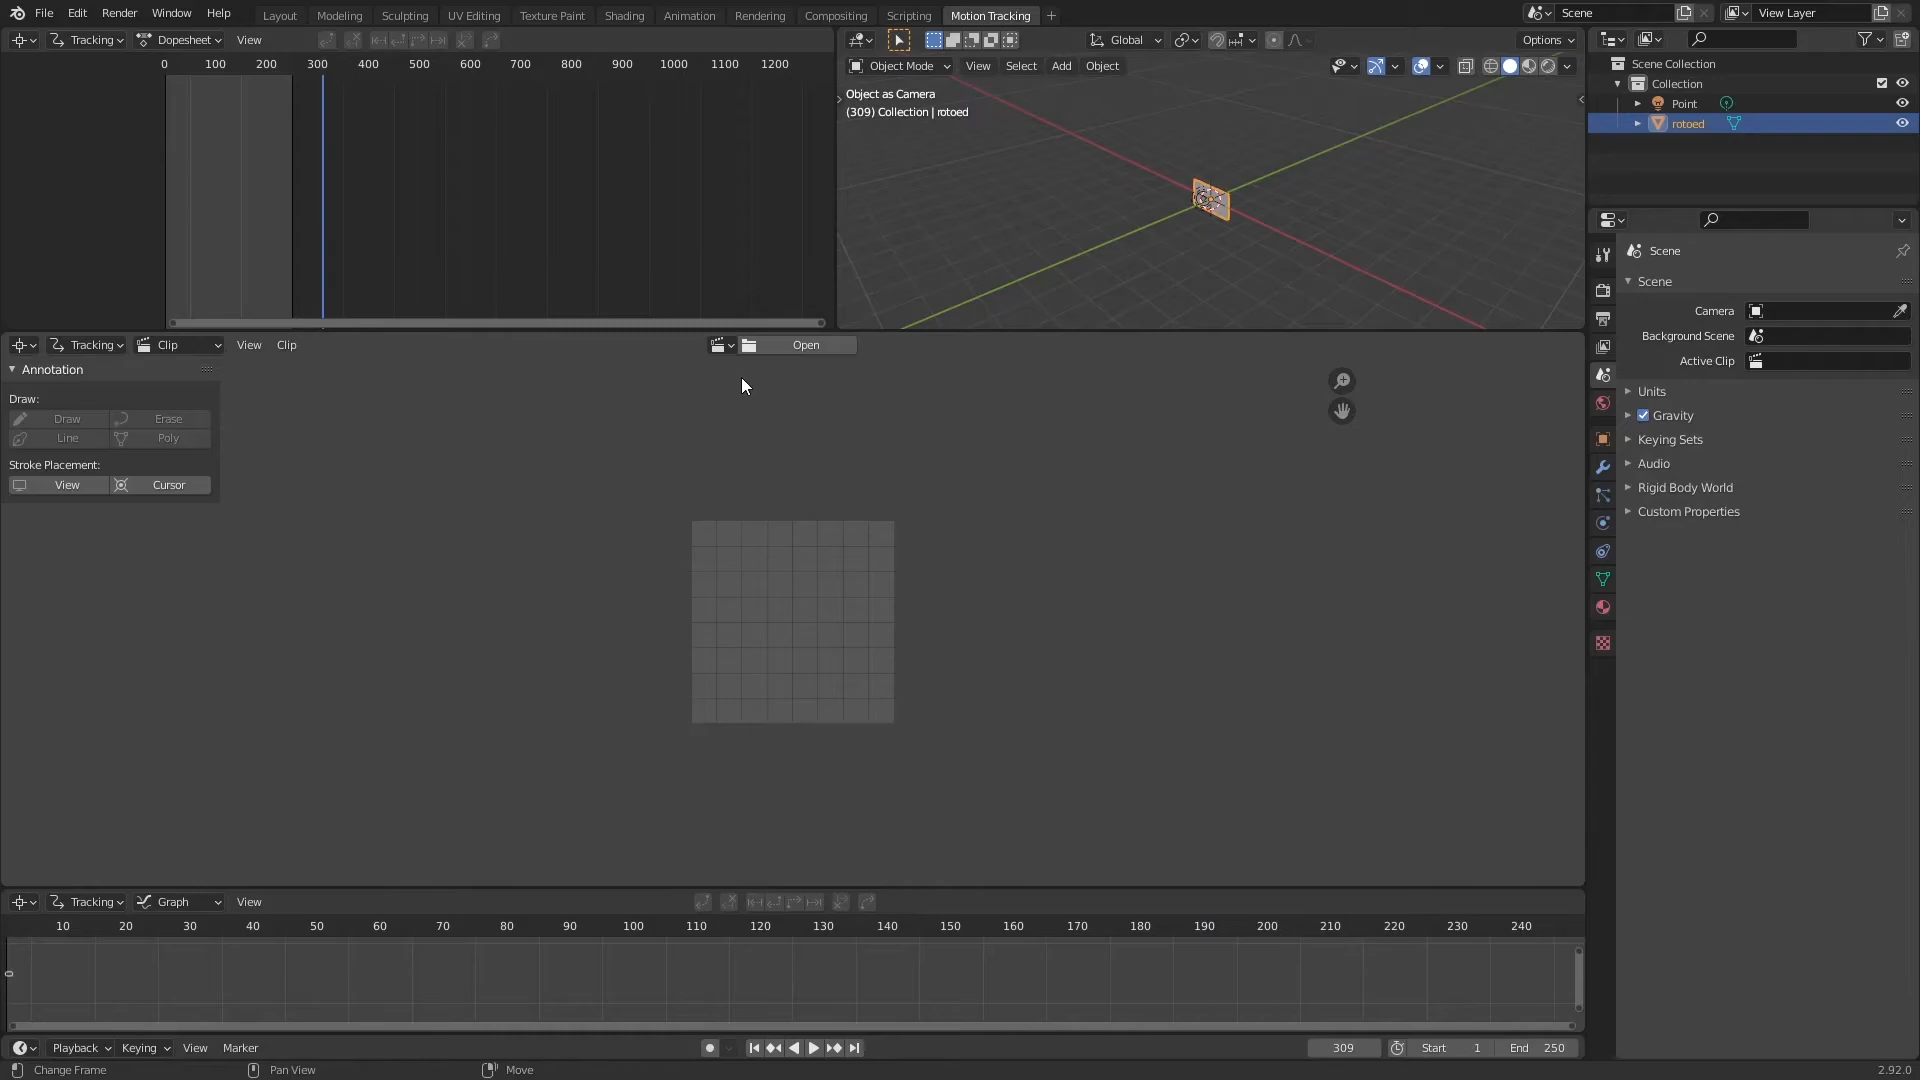 File Edit Render Window Help Layout Modeling Sculpting UV Editing Texture Paint Shading Animation Rendering Compositing Scripting Motion Tracking + Scene View Layer
Tracking Dopesheet View
0 100 200 300 400 500 600 700 800 900 1000 1100 1200
Global Options
Object Mode View Select Add Object
Object as Camera
(309) Collection | rotoed
Scene Collection
Collection
Point
rotoed
Scene
Scene
Camera
Background Scene
Active Clip
Units
Gravity
Keying Sets
Audio
Rigid Body World
Custom Properties
Tracking Clip View Clip Open
Annotation
Draw:
Draw Erase
Line Poly
Stroke Placement:
View Cursor
Tracking Graph View
10 20 30 40 50 60 70 80 90 100 110 120 130 140 150 160 170 180 190 200 210 220 230 240
0
Playback Keying View Marker 309 Start 1 End 250
Change Frame Pan View Move 2.92.0